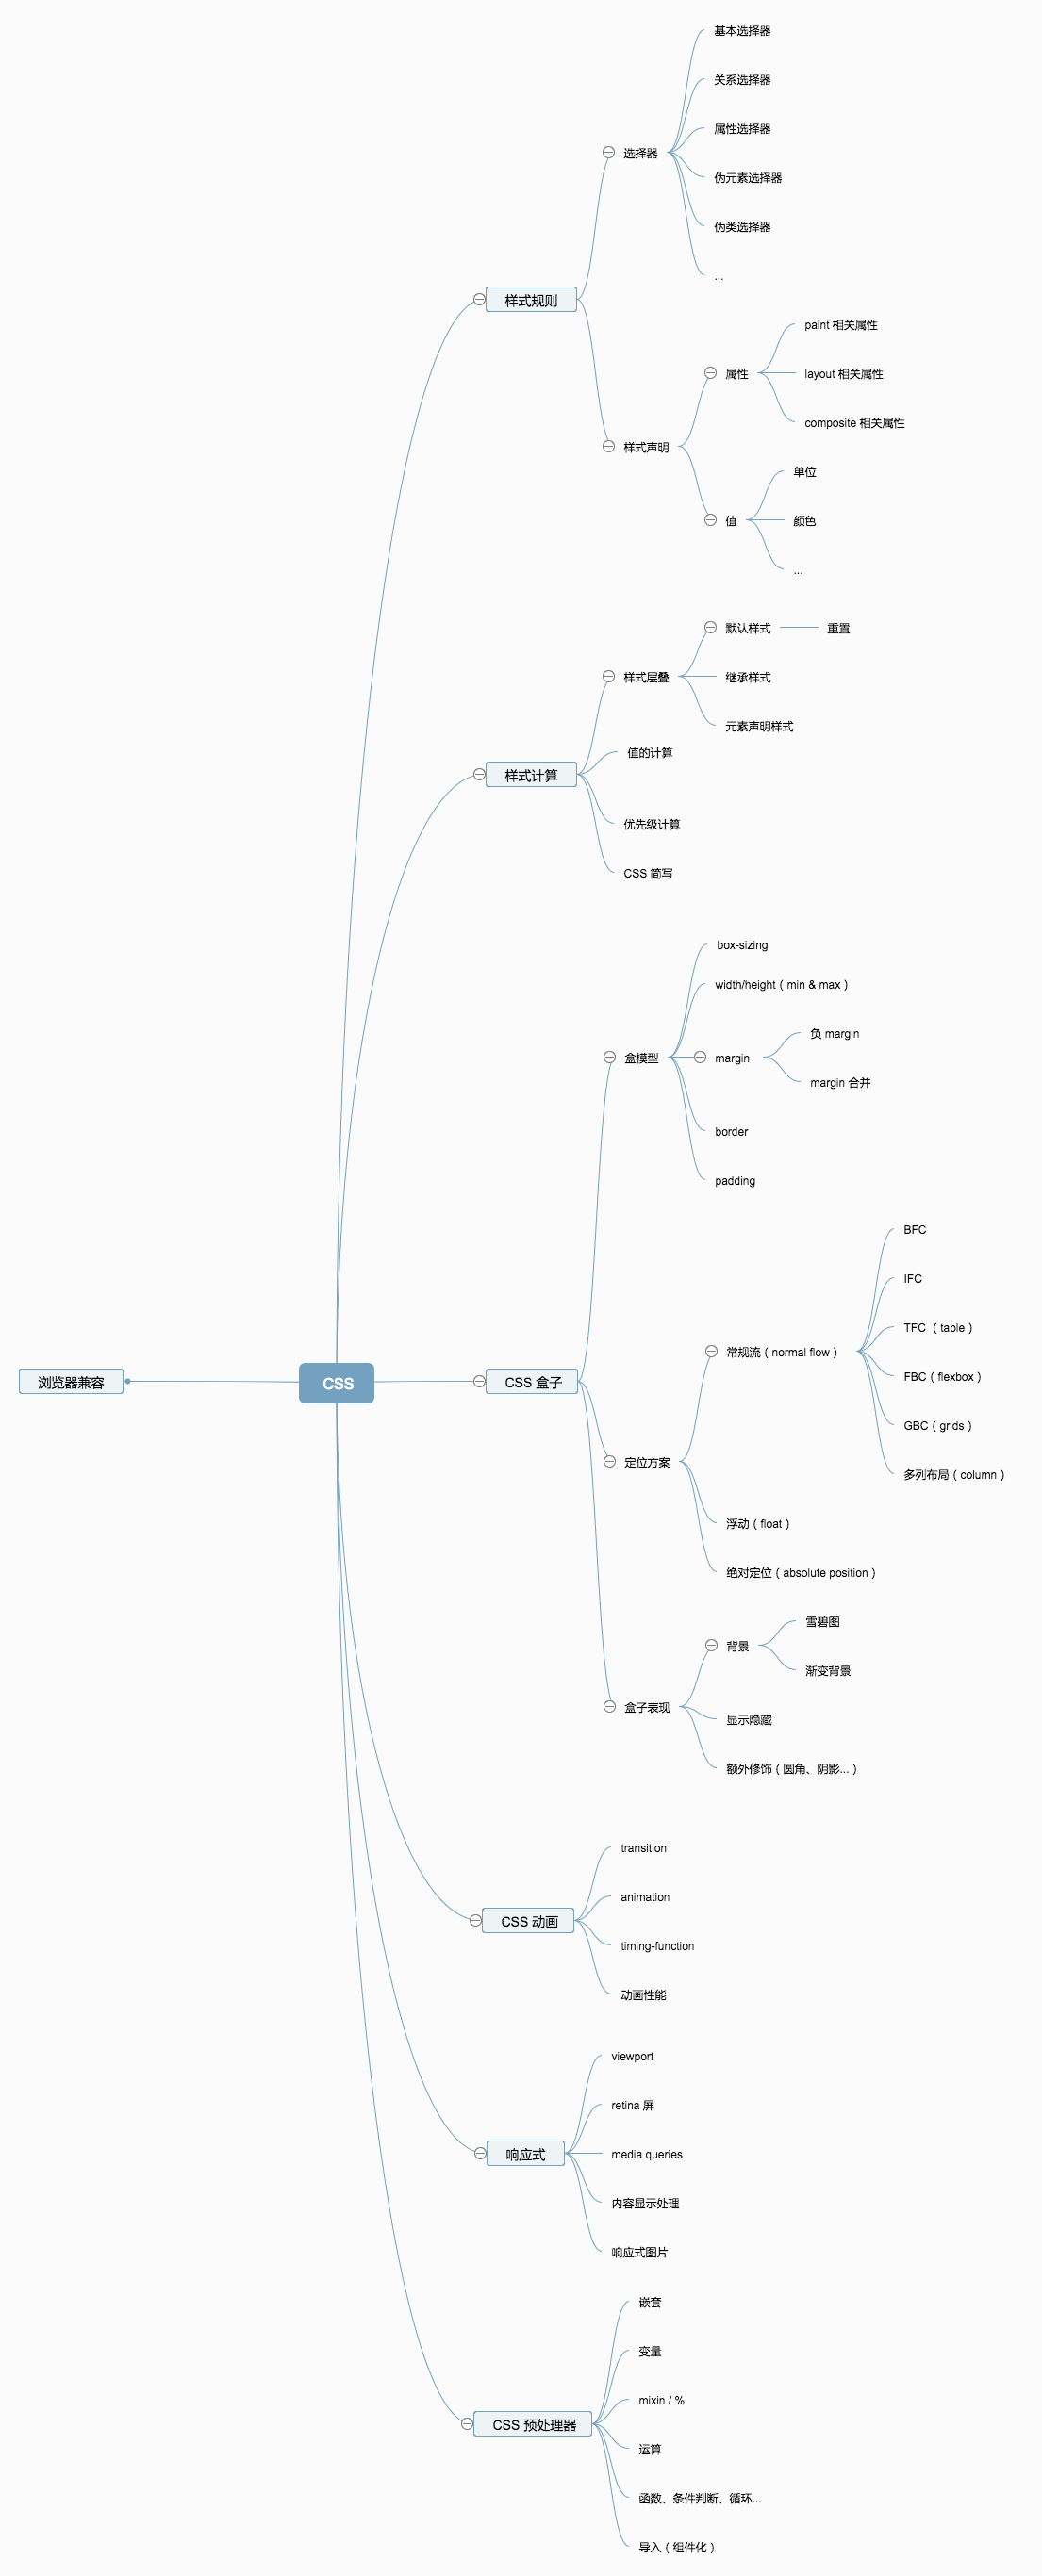 基本选择器
关系选择器
属性选择器
选择器
伪元素选择器
伪类选择器
...
样式规则
paint 相关属性
属性
layout 相关属性
composite 相关属性
样式声明
单位
值
颜色
...
默认样式
重置
样式层叠
继承样式
元素声明样式
值的计算
样式计算
优先级计算
CSS 简写
box-sizing
width/height ( min & max )
负 margin
盒模型
margin
margin 合并
border
padding
BFC
IFC
TFC ( table )
常规流 ( normal flow )
FBC ( flexbox )
浏览器兼容
CSS
CSS 盒子
GBC ( grids )
定位方案
多列布局 ( column )
浮动 ( float )
绝对定位 ( absolute position )
雪碧图
背景
渐变背景
盒子表现
显示隐藏
额外修饰 ( 圆角、阴影... )
transition
animation
CSS 动画
timing-function
动画性能
viewport
retina 屏
响应式
media queries
内容显示处理
响应式图片
嵌套
变量
mixin / %
CSS 预处理器
运算
函数、条件判断、循环...
导入 ( 组件化 )